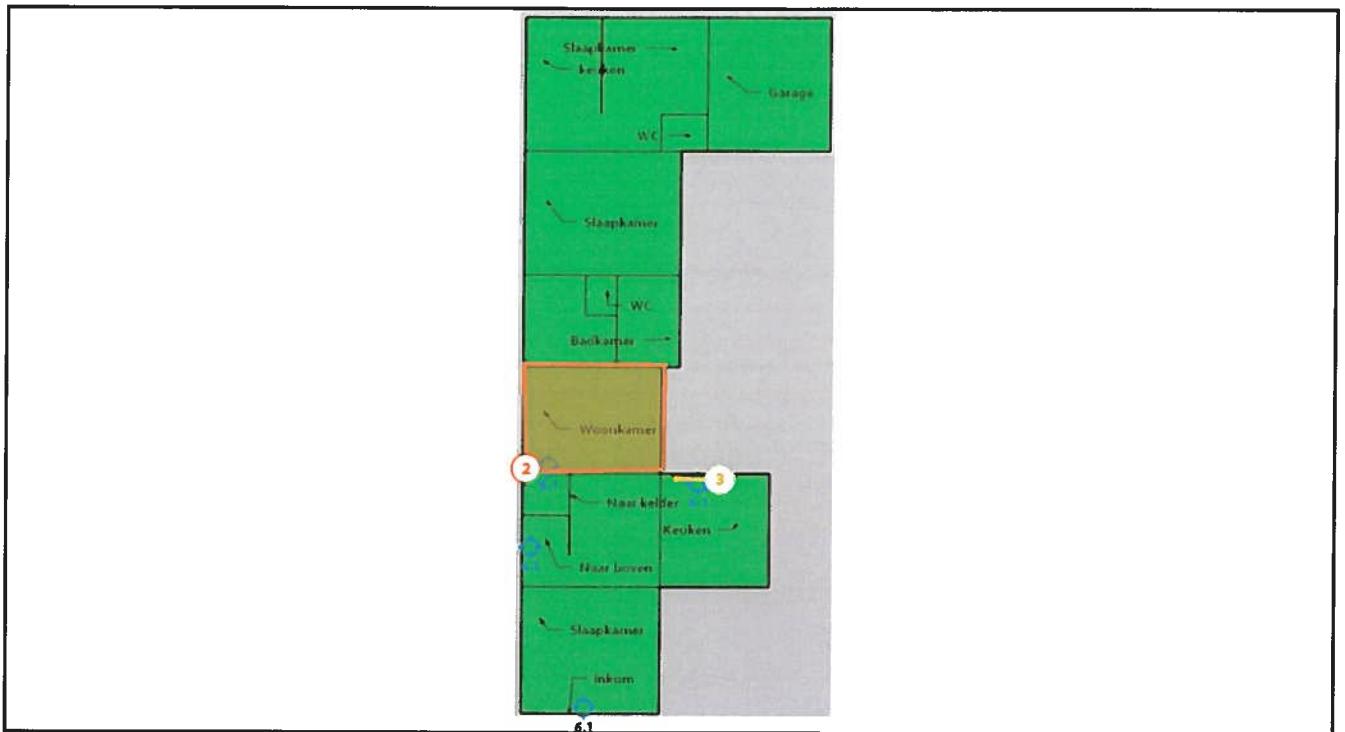 Slaapkamer
keuken
Garage
WC
Slaapkamer
WC
Badkamer
Woonkamer
2
3
Naar kelder
Keuken
Naar boven
Slaapkamer
inkom
6.1